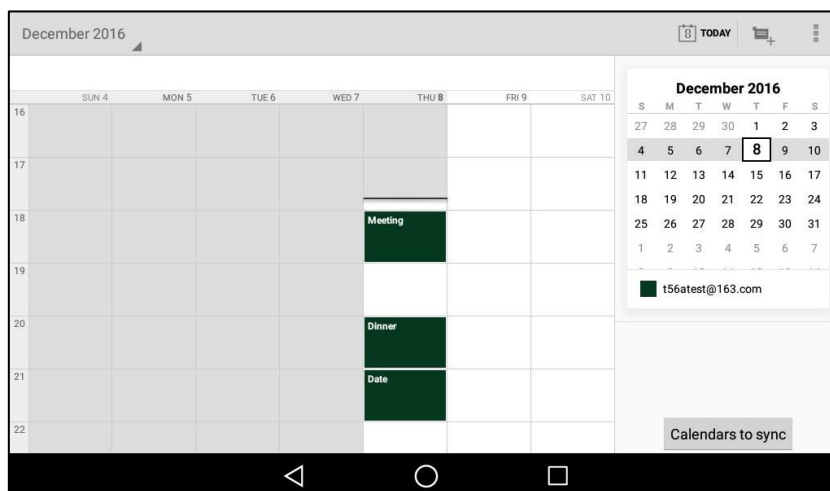 December 2016
8 TODAY
SUN 4 MON 5 TUE 6 WED 7 THU 8 FRI 9 SAT 10
16
17
18
Meeting
19
20
Dinner
21
Date
22
December 2016
S M T W T F S
27 28 29 30 1 2 3
4 5 6 7 8 9 10
11 12 13 14 15 16 17
18 19 20 21 22 23 24
25 26 27 28 29 30 31
1 2 3 4 5 6 7
t56atest@163.com
Calendars to sync